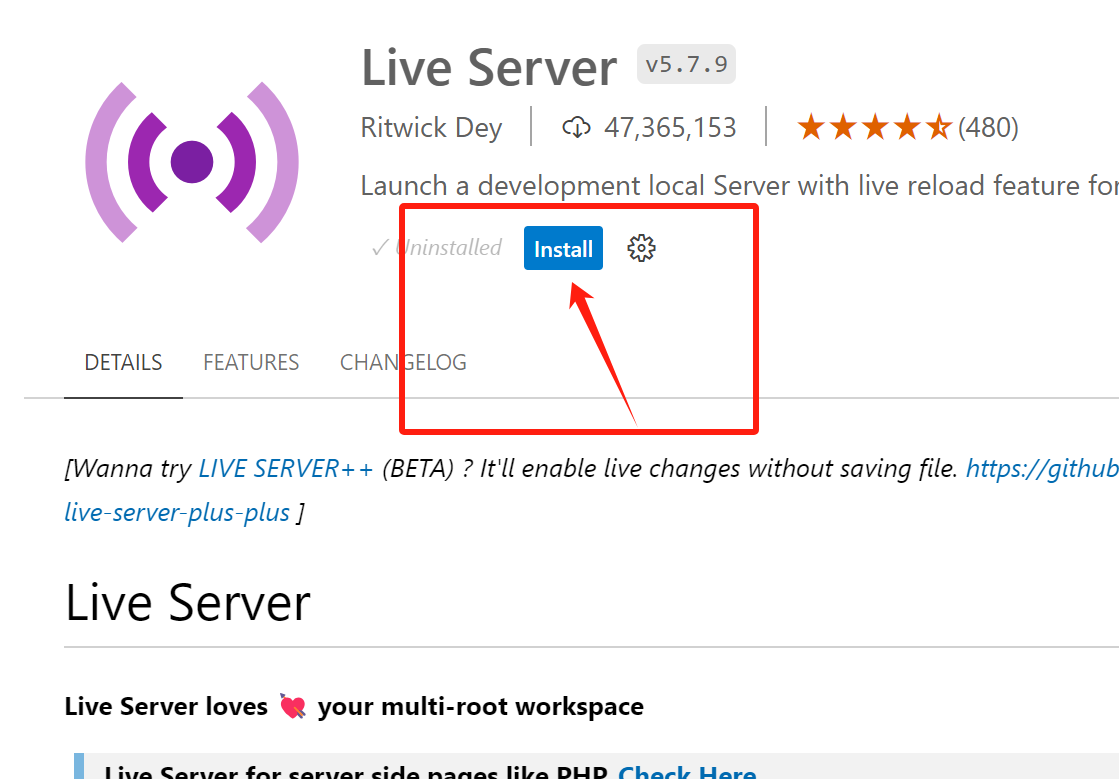 Live Server v5.7.9
Ritwick Dey 47,365,153 (480)
Launch a development local Server with live reload feature for
✓ Uninstalled Install
DETAILS FEATURES CHANGELOG
[Wanna try LIVE SERVER++ (BETA) ? It'll enable live changes without saving file. https://github
live-server-plus-plus ]
Live Server
Live Server loves 💘 your multi-root workspace
Live Server for server side pages like PHP. Check Here